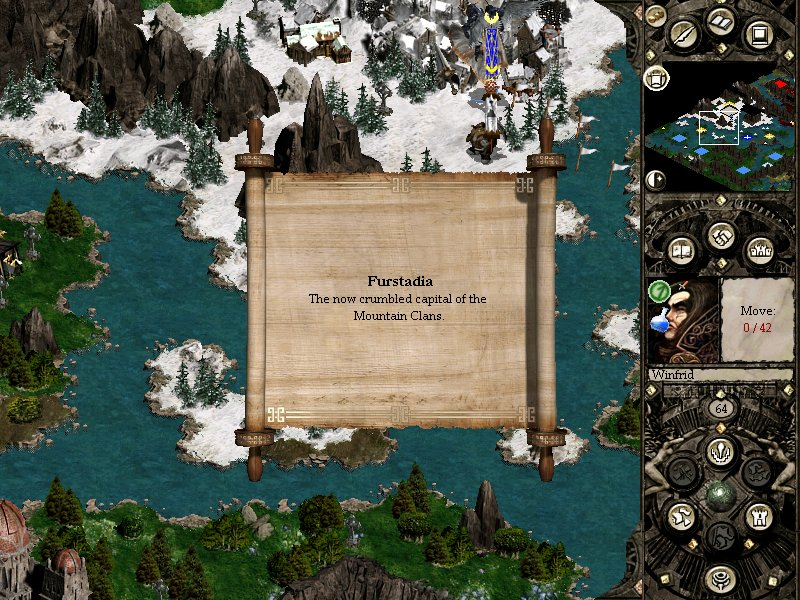 Furstadia
The now crumbled capital of the
Mountain Clans.
Move:
0 / 42
Winfrid
64